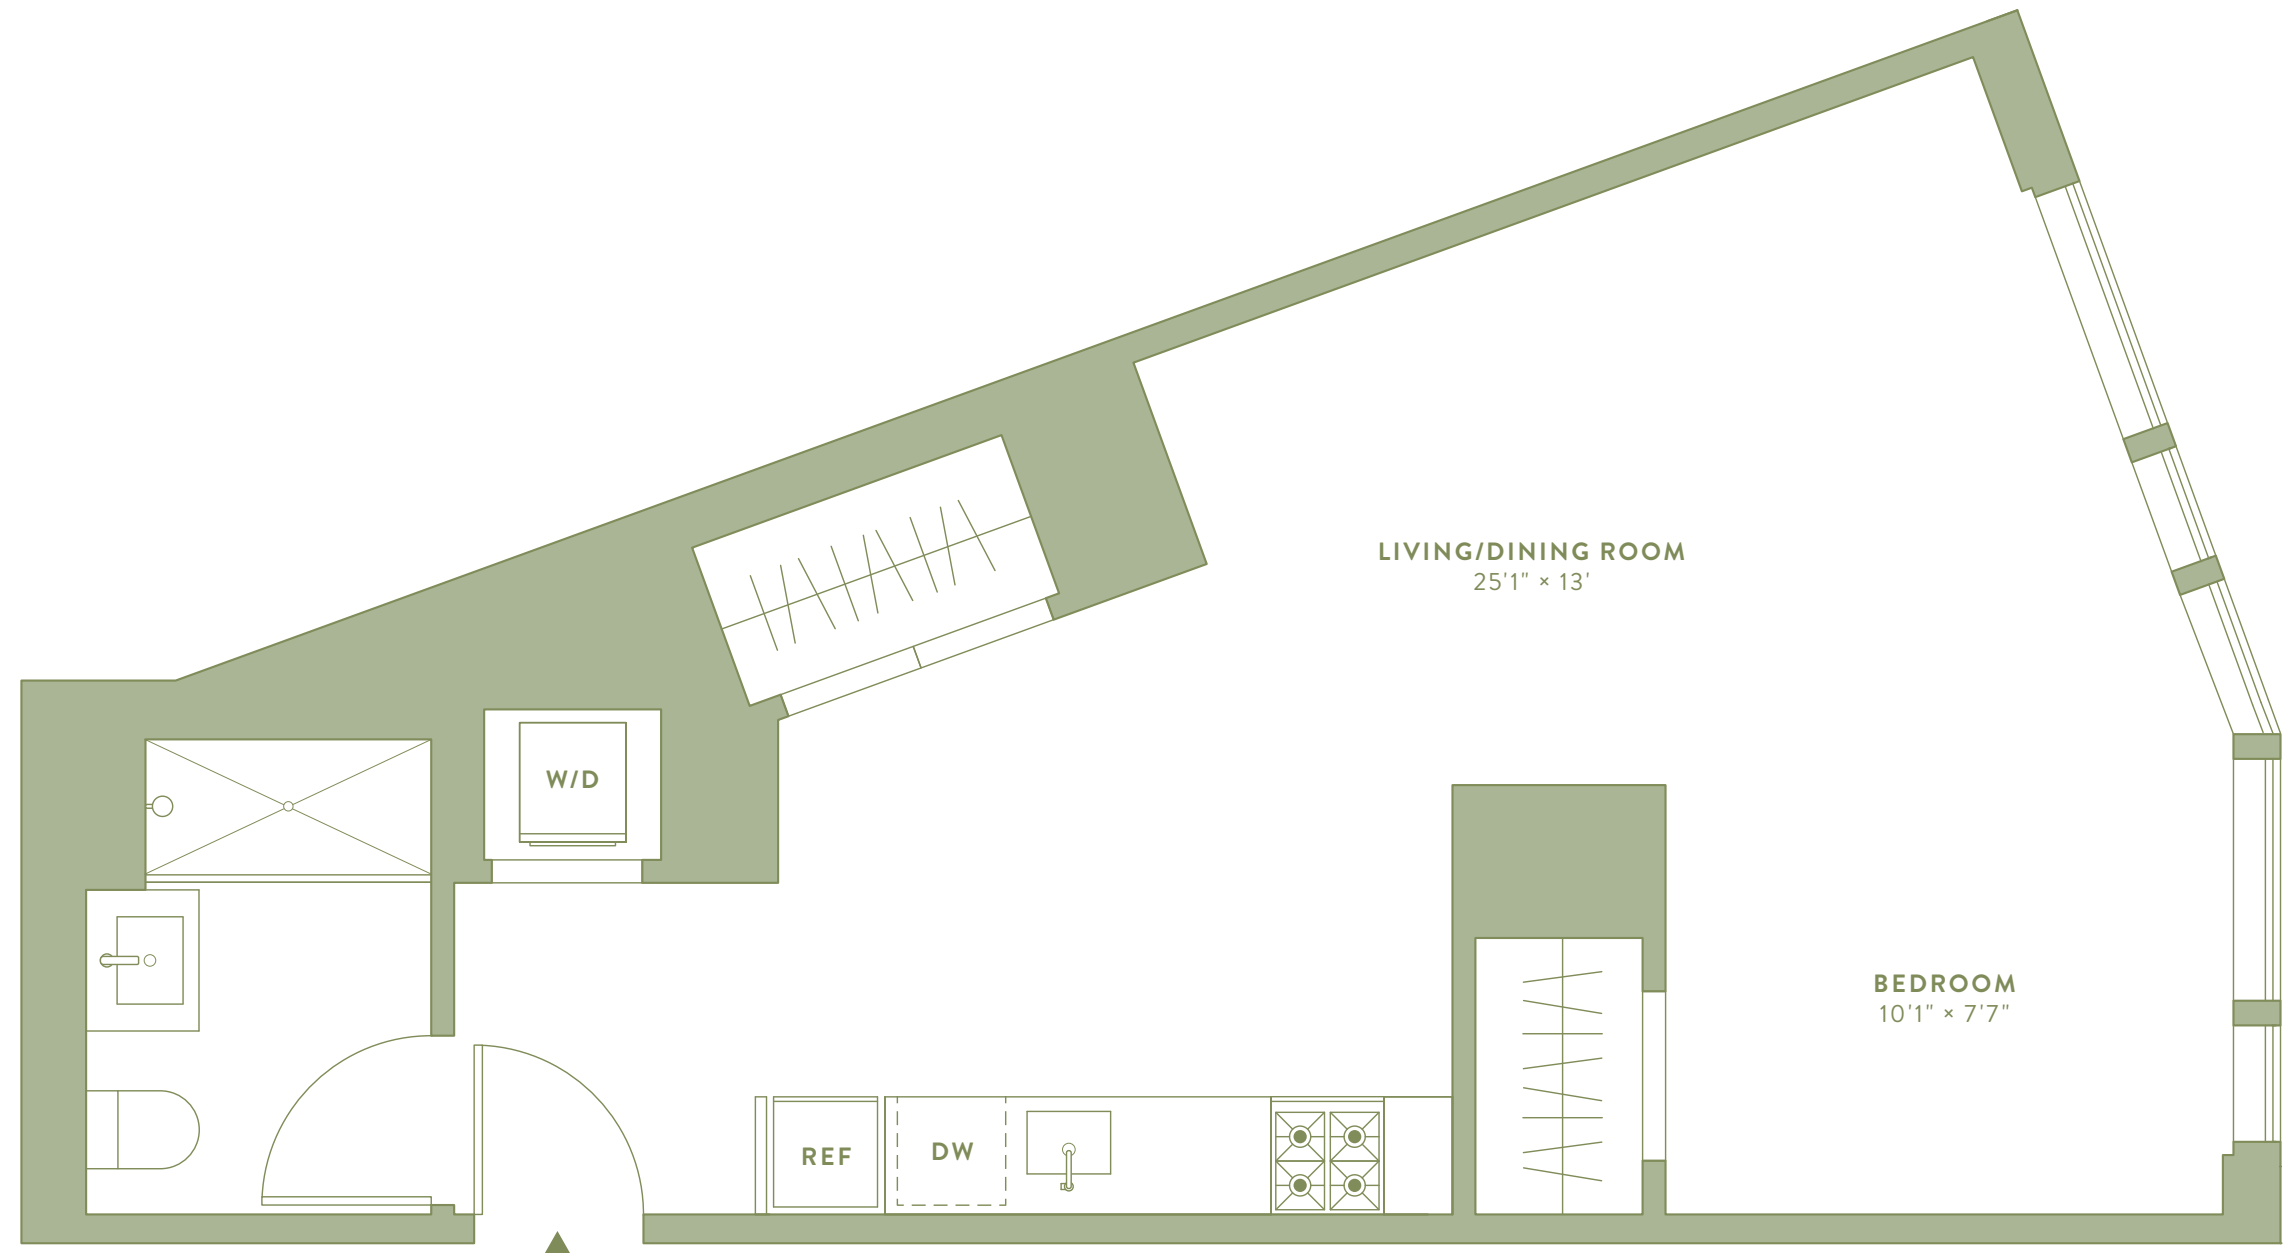 LIVING/DINING ROOM
25'1" × 13'
W/D
BEDROOM
10'1" × 7'7"
REF
DW